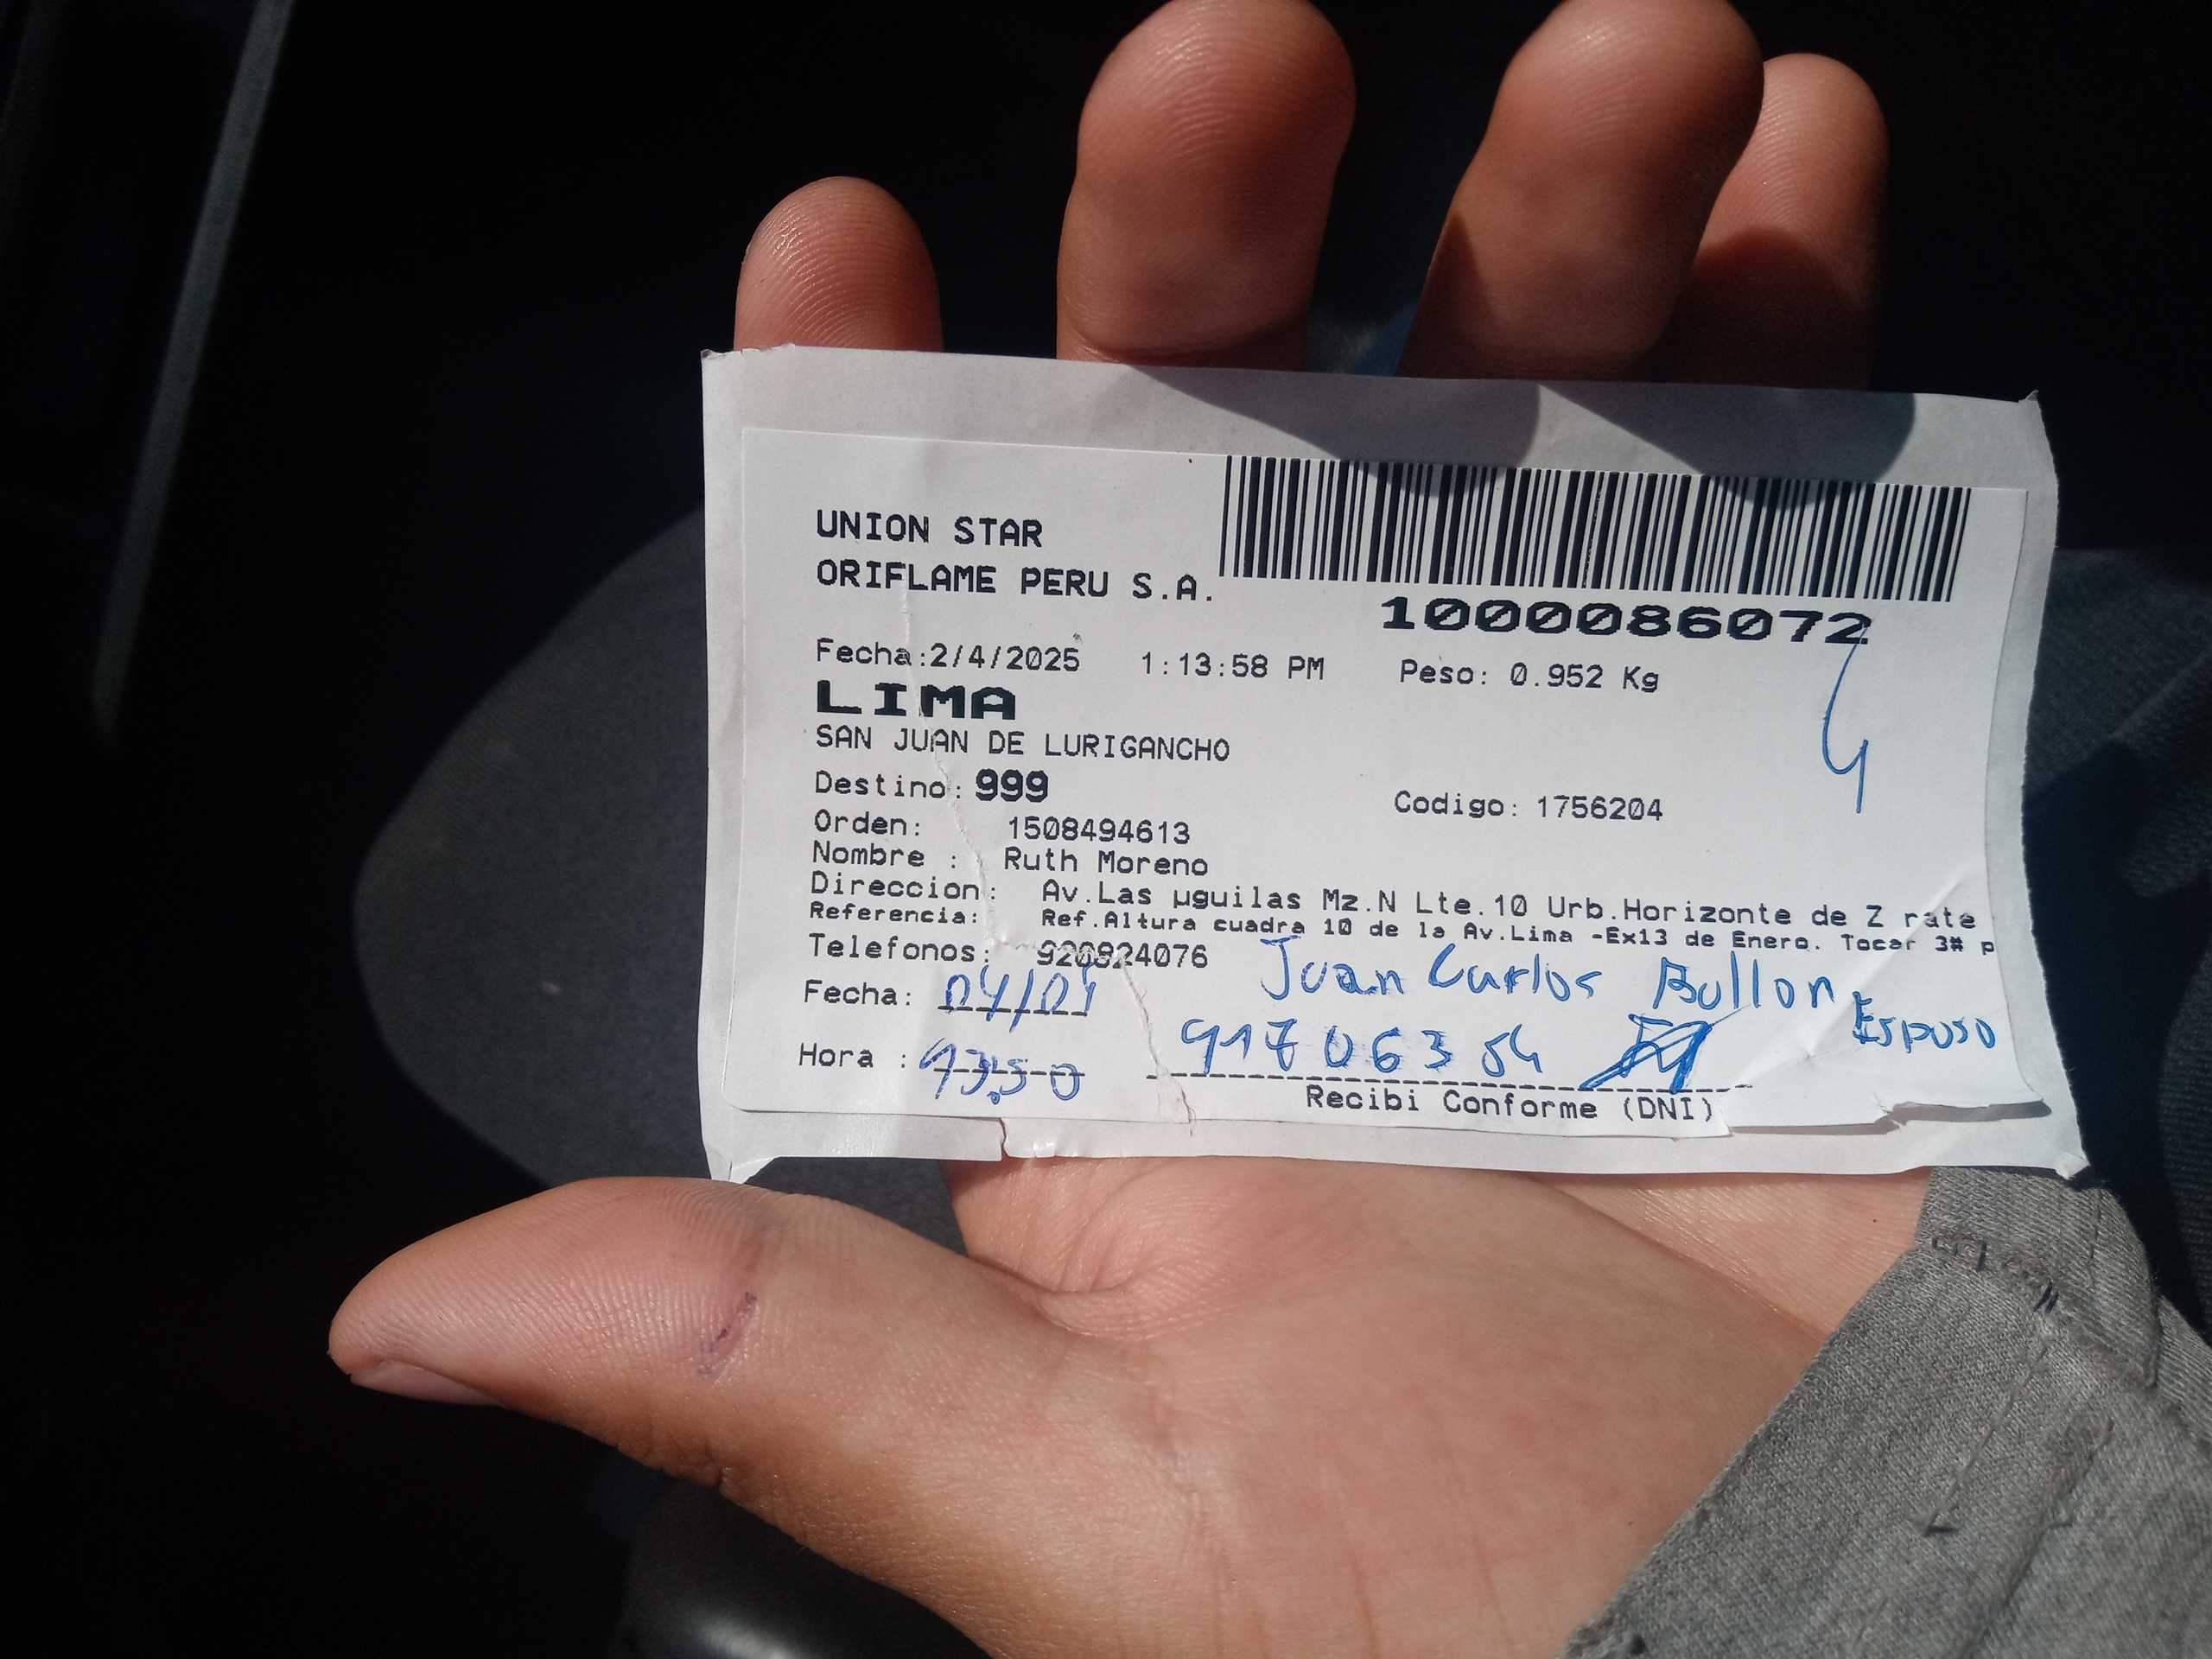 UNION STAR
ORIFLAME PERU S.A.
1000086072
Fecha:2/4/2025 1:13:58 PM Peso: 0.952 Kg
LIMA
SAN JUAN DE LURIGANCHO
Destino: 999
Codigo: 1756204
Orden: 1508494613
Nombre : Ruth Moreno
Direccion: Av.Las µguilas Mz.N Lte.10 Urb.Horizonte de Z rate
Referencia: Ref.Altura cuadra 10 de la Av.Lima -Ex13 de Enero. Tocar 3# p
Telefonos: 920824076
Juan Carlos Bullon
Esposo
Fecha: 04/04
Hora : 13:50
Recibi Conforme (DNI)